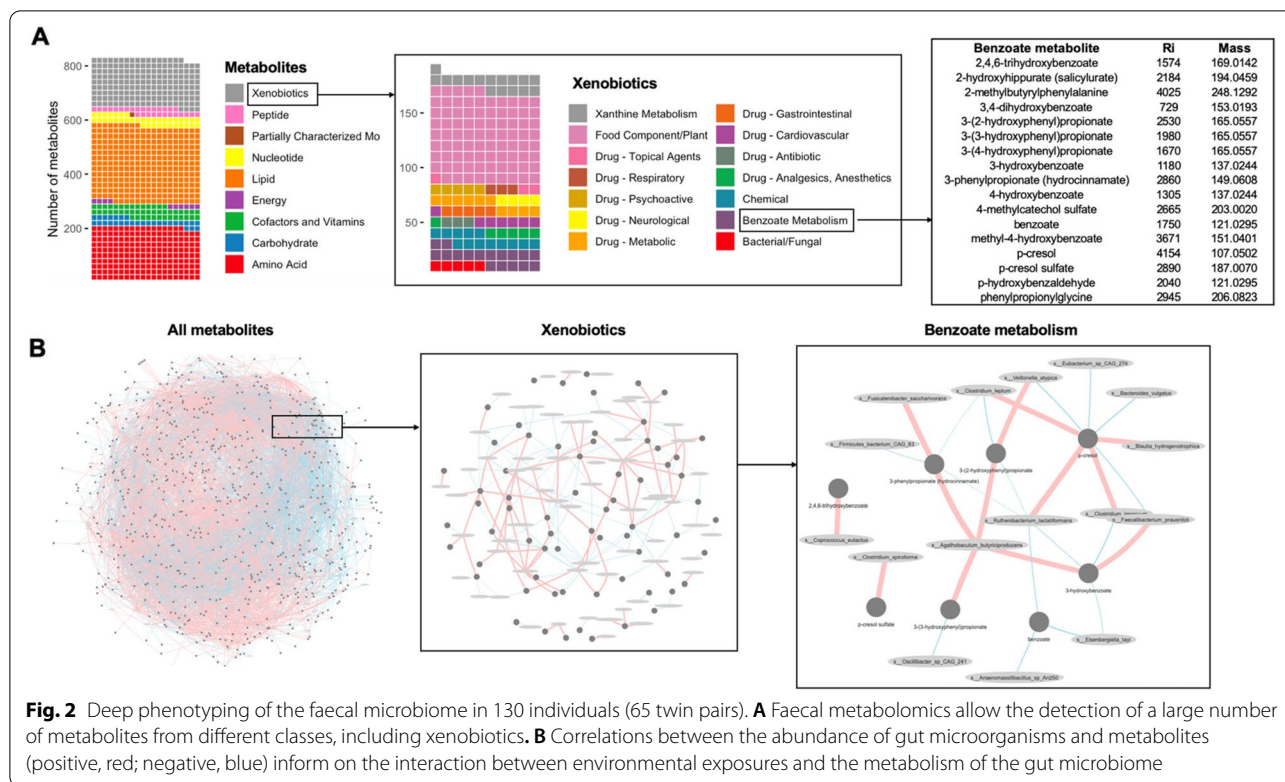 A
Number of metabolites
800
600
400
200
Metabolites
Xenobiotics
Peptide
Partially Characterized Mo
Nucleotide
Lipid
Energy
Cofactors and Vitamins
Carbohydrate
Amino Acid
150
100
50
Xenobiotics
Xanthine Metabolism
Food Component/Plant
Drug - Topical Agents
Drug - Respiratory
Drug - Psychoactive
Drug - Neurological
Drug - Metabolic
Drug - Gastrointestinal
Drug - Cardiovascular
Drug - Antibiotic
Drug - Analgesics, Anesthetics
Chemical
Benzoate Metabolism
Bacterial/Fungal
Benzoate metabolite Ri Mass
2,4,6-trihydroxybenzoate 1574 169.0142
2-hydroxyhippurate (salicylurate) 2184 194.0459
2-methylbutyrylphenylalanine 4025 248.1292
3,4-dihydroxybenzoate 729 153.0193
3-(2-hydroxyphenyl)propionate 2530 165.0557
3-(3-hydroxyphenyl)propionate 1980 165.0557
3-(4-hydroxyphenyl)propionate 1670 165.0557
3-hydroxybenzoate 1180 137.0244
3-phenylpropionate (hydrocinnamate) 2860 149.0608
4-hydroxybenzoate 1305 137.0244
4-methylcatechol sulfate 2665 203.0020
benzoate 1750 121.0295
methyl-4-hydroxybenzoate 3671 151.0401
p-cresol 4154 107.0502
p-cresol sulfate 2890 187.0070
p-hydroxybenzaldehyde 2040 121.0295
phenylpropionylglycine 2945 206.0823
B
All metabolites
Xenobiotics
Benzoate metabolism
s__Eubacterium_sp_CAG_274
s__Veillonella_atypica
s__Clostridium_leptum
s__Bacteroides_vulgatus
s__Fusicatenibacter_saccharivorans
s__Blautia_hydrogenotrophica
s__Firmicutes_bacterium_CAG_83
p-cresol
3-(2-hydroxyphenyl)propionate
3-phenylpropionate (hydrocinnamate)
2,4,6-trihydroxybenzoate
s__Clostridium
s__Ruthenibacterium_lactatiformans
s__Faecalibacterium_prausnitzii
s__Coprococcus_eutactus
s__Agathobaculum_butyriciproducens
s__Clostridium_spiroforme
3-hydroxybenzoate
p-cresol sulfate
3-(3-hydroxyphenyl)propionate
benzoate
s__Eisenbergiella_tayi
s__Oscillibacter_sp_CAG_241
s__Anaeromassilibacillus_sp_An250
Fig. 2 Deep phenotyping of the faecal microbiome in 130 individuals (65 twin pairs). A Faecal metabolomics allow the detection of a large number
of metabolites from different classes, including xenobiotics. B Correlations between the abundance of gut microorganisms and metabolites
(positive, red; negative, blue) inform on the interaction between environmental exposures and the metabolism of the gut microbiome